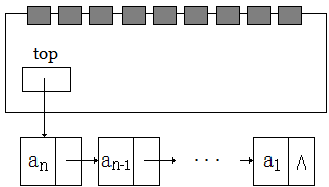 top
aₙ aₙ₋₁ · · · a₁ ∧